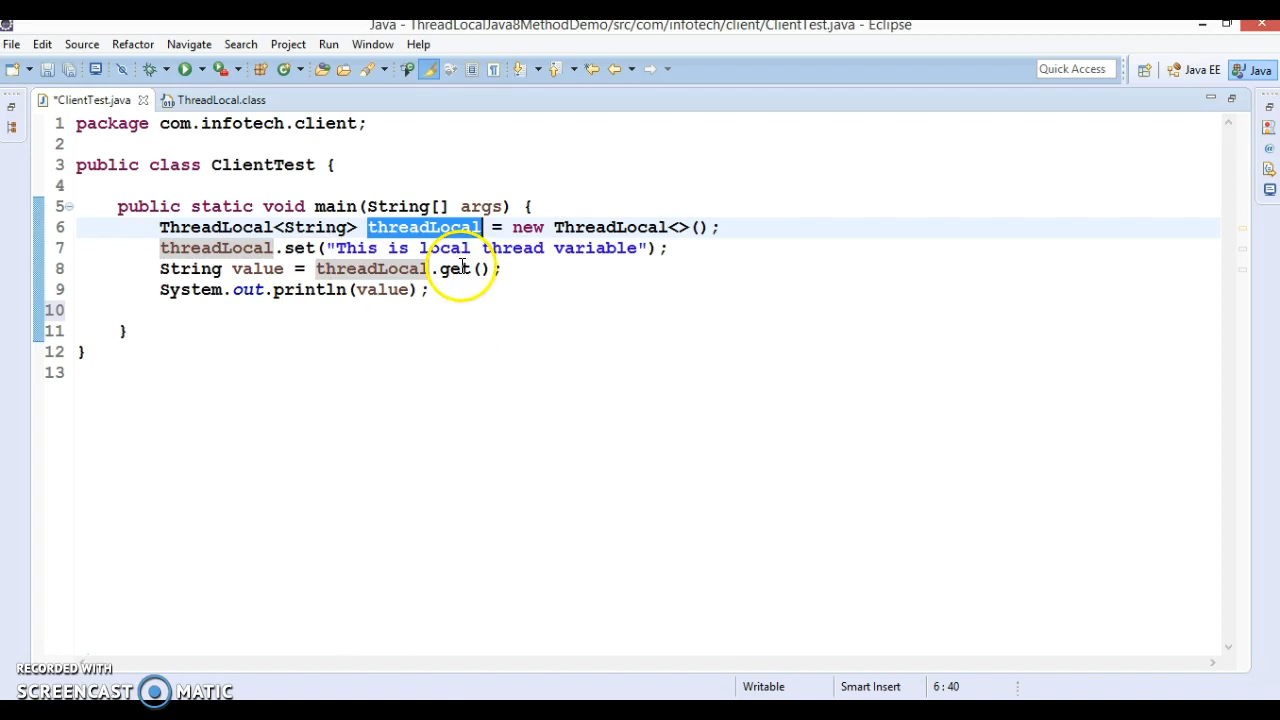 Java - ThreadLocalJava8MethodDemo/src/com/infotech/client/ClientTest.java - Eclipse
File Edit Source Refactor Navigate Search Project Run Window Help
Quick Access Java EE Java
*ClientTest.java ThreadLocal.class
1 package com.infotech.client;
2
3 public class ClientTest {
4
5 public static void main(String[] args) {
6 ThreadLocal<String> threadLocal = new ThreadLocal<>();
7 threadLocal.set("This is local thread variable");
8 String value = threadLocal.get();
9 System.out.println(value);
10
11 }
12 }
13
RECORDED WITH
SCREENCAST MATIC
Writable Smart Insert 6 : 40